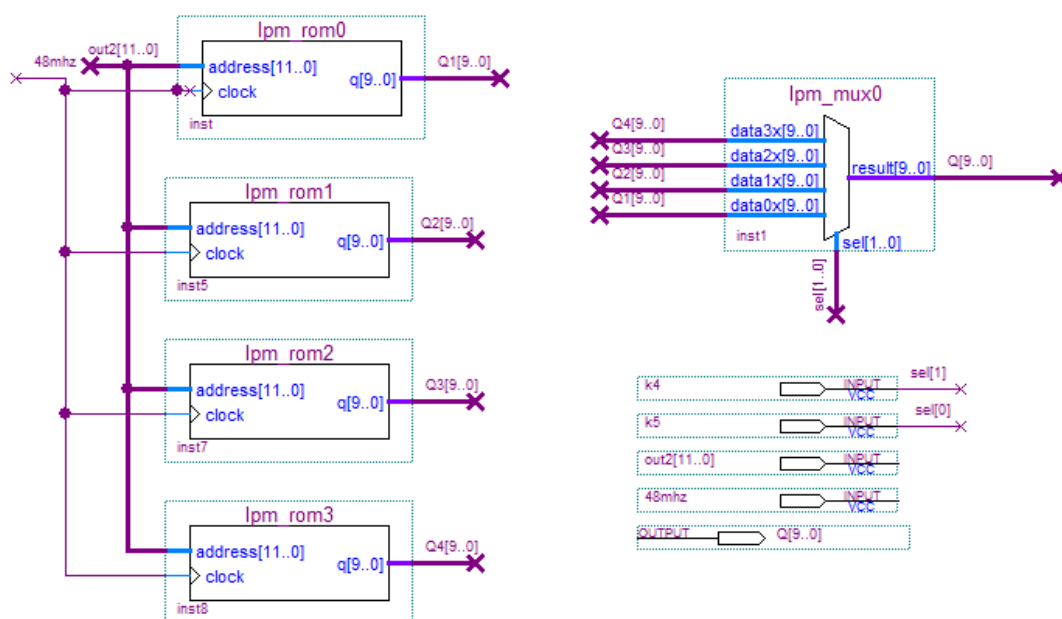 lpm_rom0
out2[11..0]
48mhz
address[11..0]
q[9..0]
Q1[9..0]
clock
inst
lpm_rom1
address[11..0]
q[9..0]
Q2[9..0]
clock
inst5
lpm_rom2
address[11..0]
q[9..0]
Q3[9..0]
clock
inst7
lpm_rom3
address[11..0]
q[9..0]
Q4[9..0]
clock
inst8
lpm_mux0
Q4[9..0]
data3x[9..0]
Q3[9..0]
data2x[9..0]
Q2[9..0]
data1x[9..0]
Q1[9..0]
data0x[9..0]
result[9..0]
Q[9..0]
inst1
sel[1..0]
sel[1..0]
k4
INPUT
VCC
sel[1]
k5
INPUT
VCC
sel[0]
out2[11..0]
INPUT
VCC
48mhz
INPUT
VCC
OUTPUT
Q[9..0]